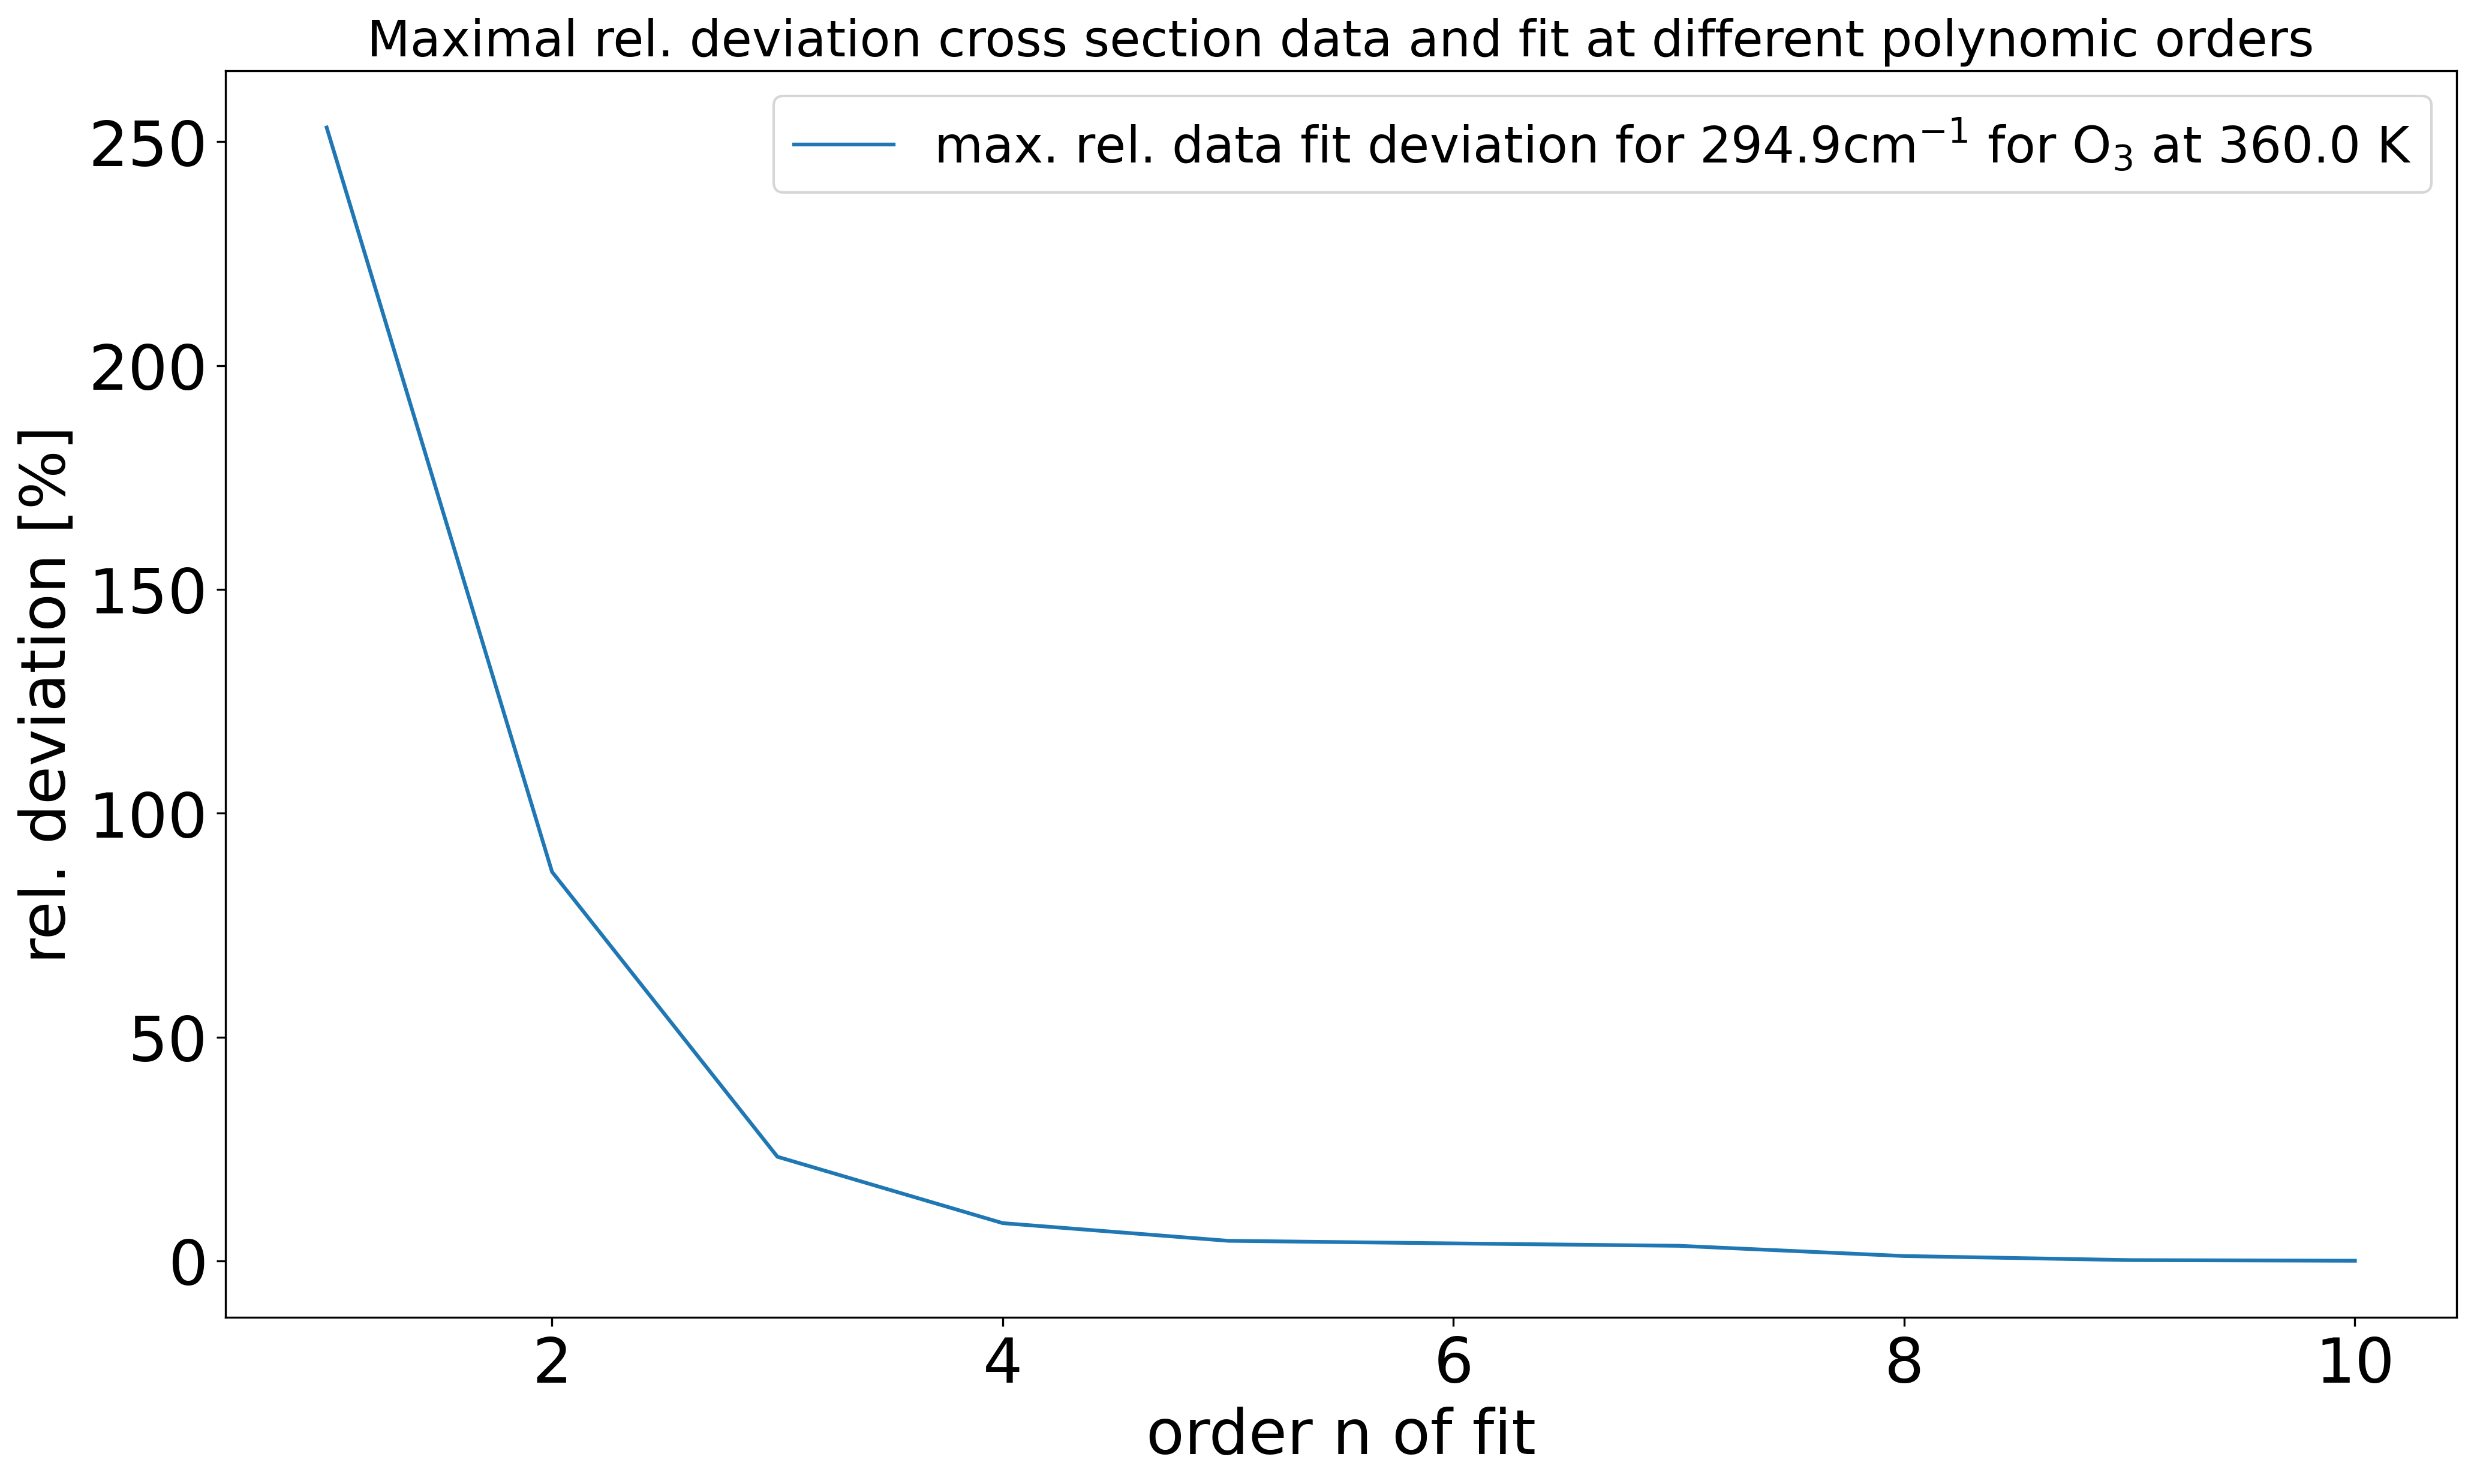 Maximal rel. deviation cross section data and fit at different polynomic orders
max. rel. data fit deviation for 294.9cm⁻¹ for O₃ at 360.0 K
rel. deviation [%]
250
200
150
100
50
0
2 4 6 8 10
order n of fit